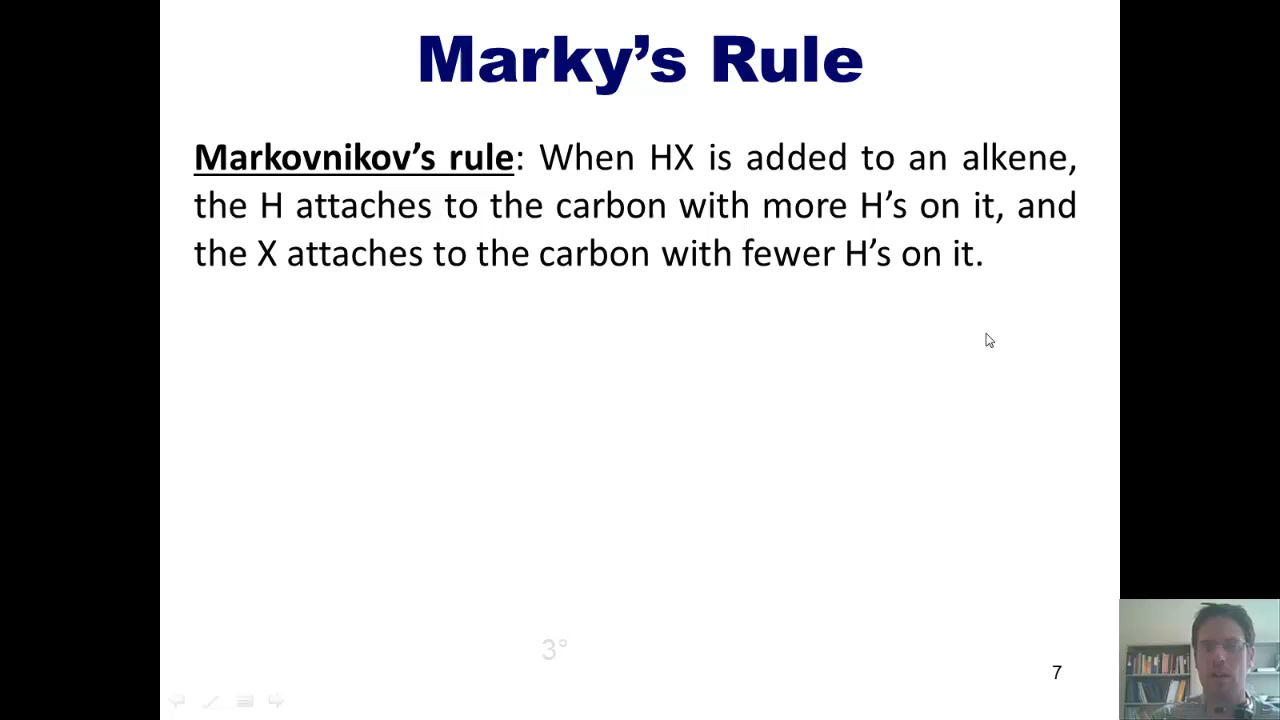 Marky’s Rule
Markovnikov’s rule: When HX is added to an alkene,
the H attaches to the carbon with more H’s on it, and
the X attaches to the carbon with fewer H’s on it.
3°
7